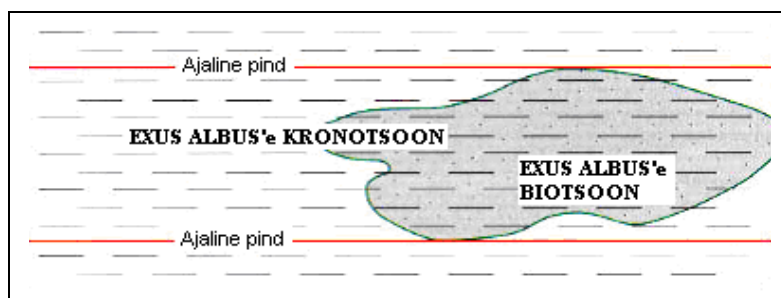 Ajaline pind
EXUS ALBUS'e KRONOTSOON
EXUS ALBUS'e
BIOTSOON
Ajaline pind